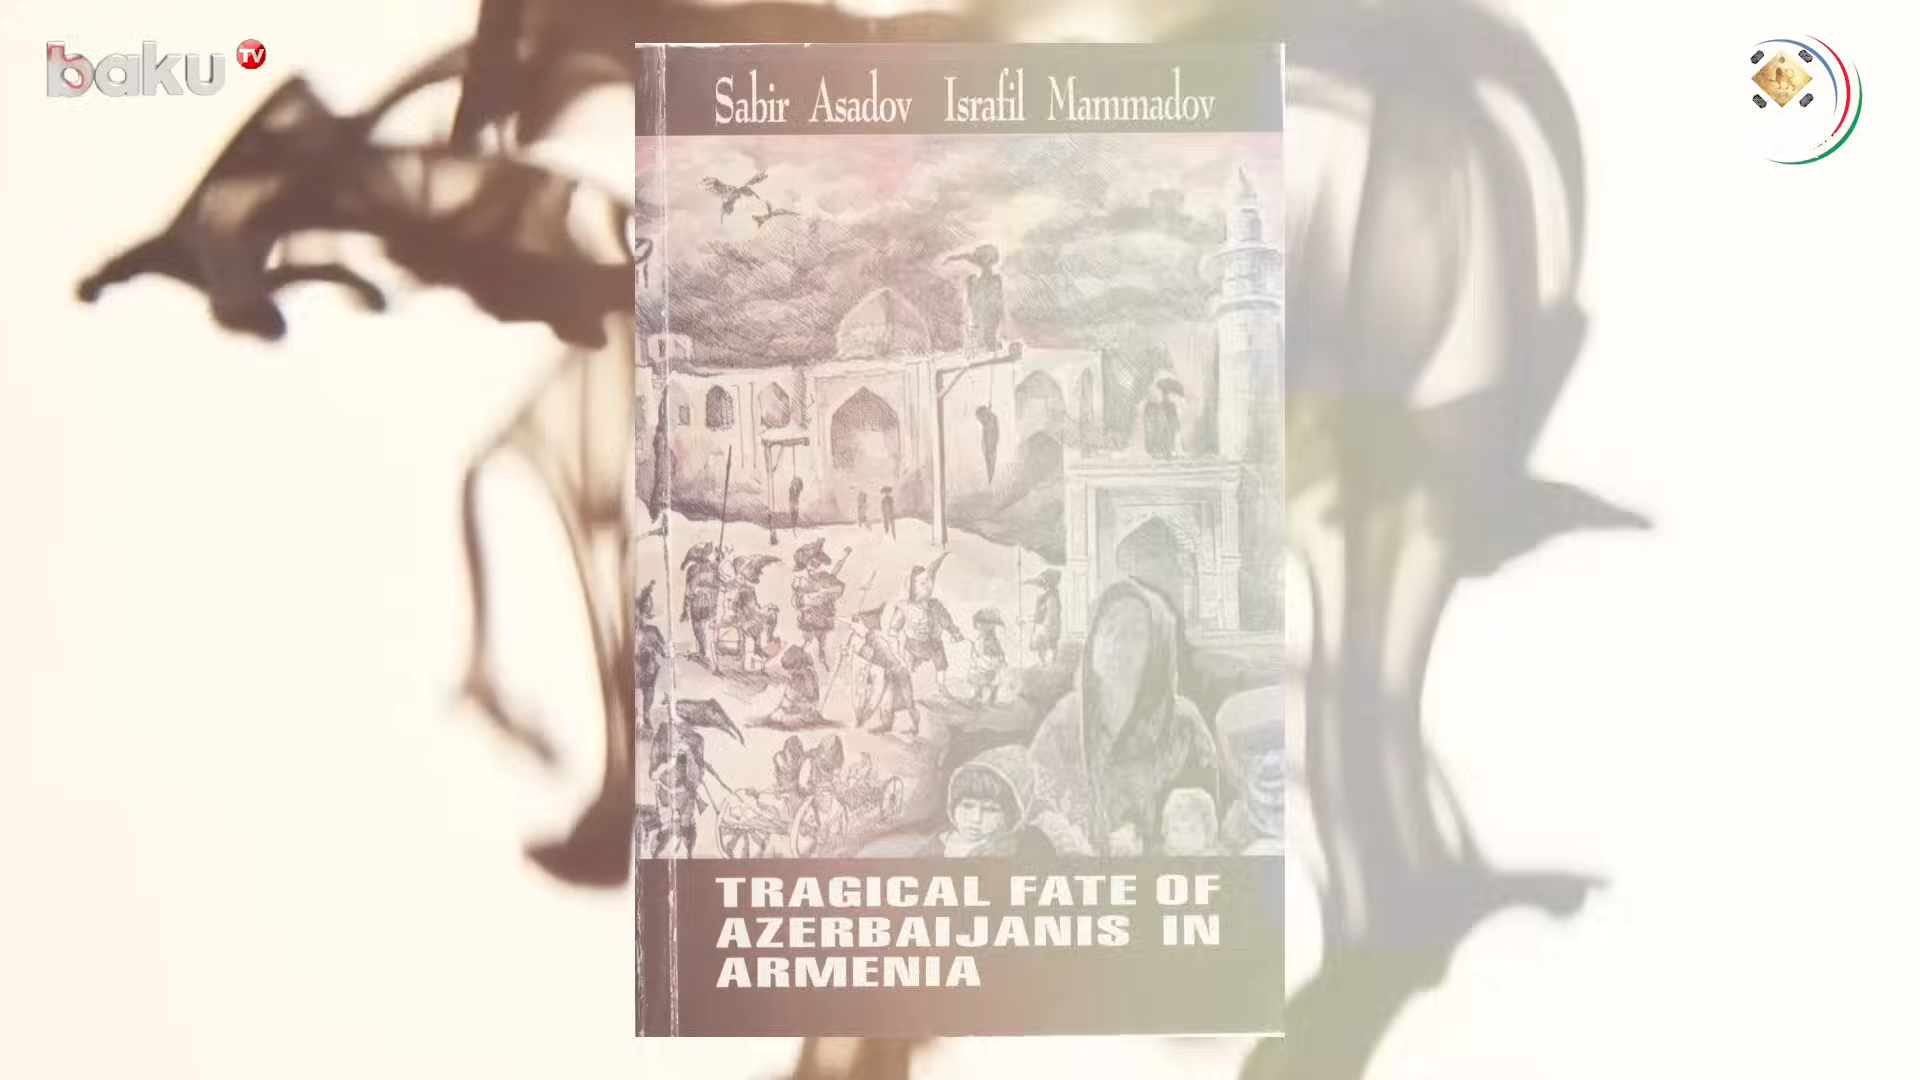 baku TV
Sabir Asadov Israfil Mammadov
TRAGICAL FATE OF
AZERBAIJANIS IN
ARMENIA